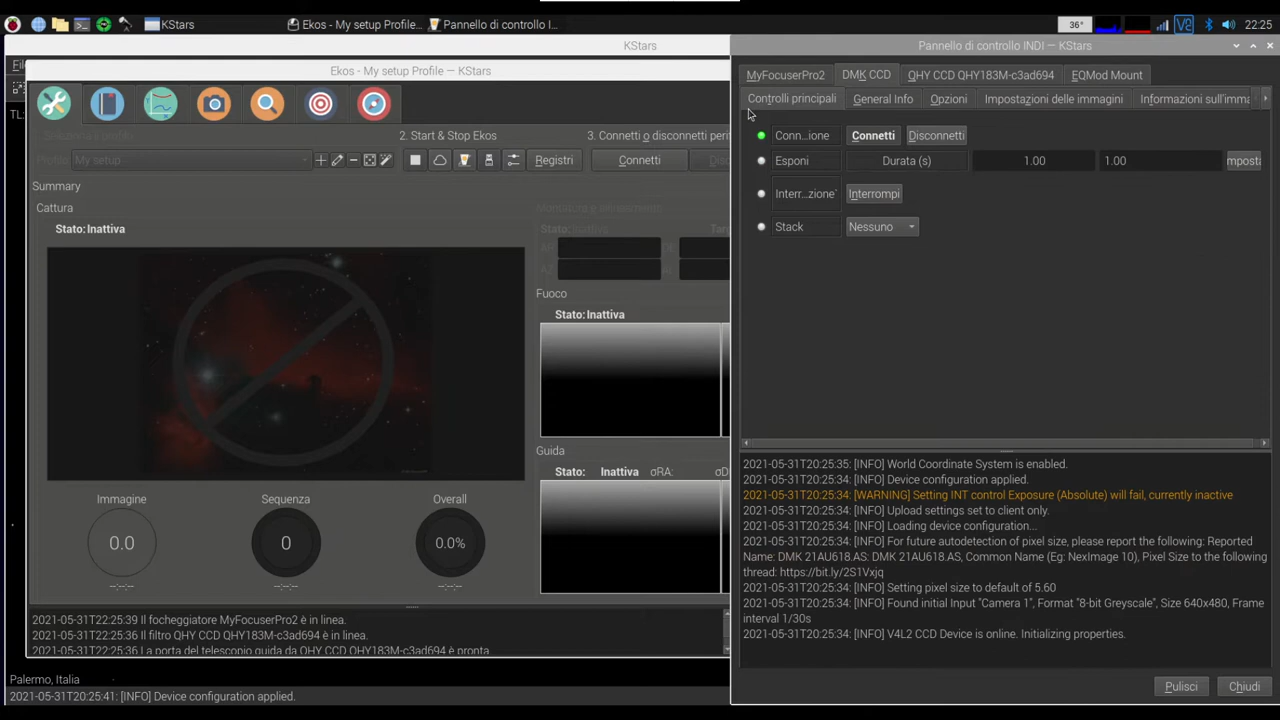 KStars
Ekos - My setup Profile...
Pannello di controllo I...
36°
22:25
KStars
Pannello di controllo INDI — KStars
Ekos - My setup Profile — KStars
MyFocuserPro2
DMK CCD
QHY CCD QHY183M-c3ad694
EQMod Mount
Controlli principali
General Info
Opzioni
Impostazioni delle immagini
Informazioni sull'imma
TL:
2. Start & Stop Ekos
3. Connetti o disconnetti perif
Conn...ione
Connetti
Disconnetti
My setup
Registri
Connetti
Esponi
Durata (s)
1.00
1.00
mposta
Summary
Interr...zione
Interrompi
Cattura
Stato: Inattiva
Stack
Nessuno
Fuoco
Stato: Inattiva
Guida
Stato: Inattiva σRA:
Immagine
Sequenza
Overall
0.0
0
0.0%
--:--:--
--:--:--
--:--:--
2021-05-31T20:25:35: [INFO] World Coordinate System is enabled.
2021-05-31T20:25:34: [INFO] Device configuration applied.
2021-05-31T20:25:34: [WARNING] Setting INT control Exposure (Absolute) will fail, currently inactive
2021-05-31T20:25:34: [INFO] Upload settings set to client only.
2021-05-31T20:25:34: [INFO] Loading device configuration...
2021-05-31T20:25:34: [INFO] For future autodetection of pixel size, please report the following: Reported
Name: DMK 21AU618.AS: DMK 21AU618.AS, Common Name (Eg: NexImage 10), Pixel Size to the following
thread: https://bit.ly/2S1Vxjq
2021-05-31T20:25:34: [INFO] Setting pixel size to default of 5.60
2021-05-31T20:25:34: [INFO] Found initial Input "Camera 1", Format "8-bit Greyscale", Size 640x480, Frame
interval 1/30s
2021-05-31T20:25:34: [INFO] V4L2 CCD Device is online. Initializing properties.
2021-05-31T22:25:39 Il focheggiatore MyFocuserPro2 è in linea.
2021-05-31T22:25:36 Il filtro QHY CCD QHY183M-c3ad694 è in linea.
2021-05-31T22:25:36 La porta del telescopio guida da QHY CCD QHY183M-c3ad694 è pronta
Palermo, Italia
2021-05-31T20:25:41: [INFO] Device configuration applied.
Pulisci
Chiudi